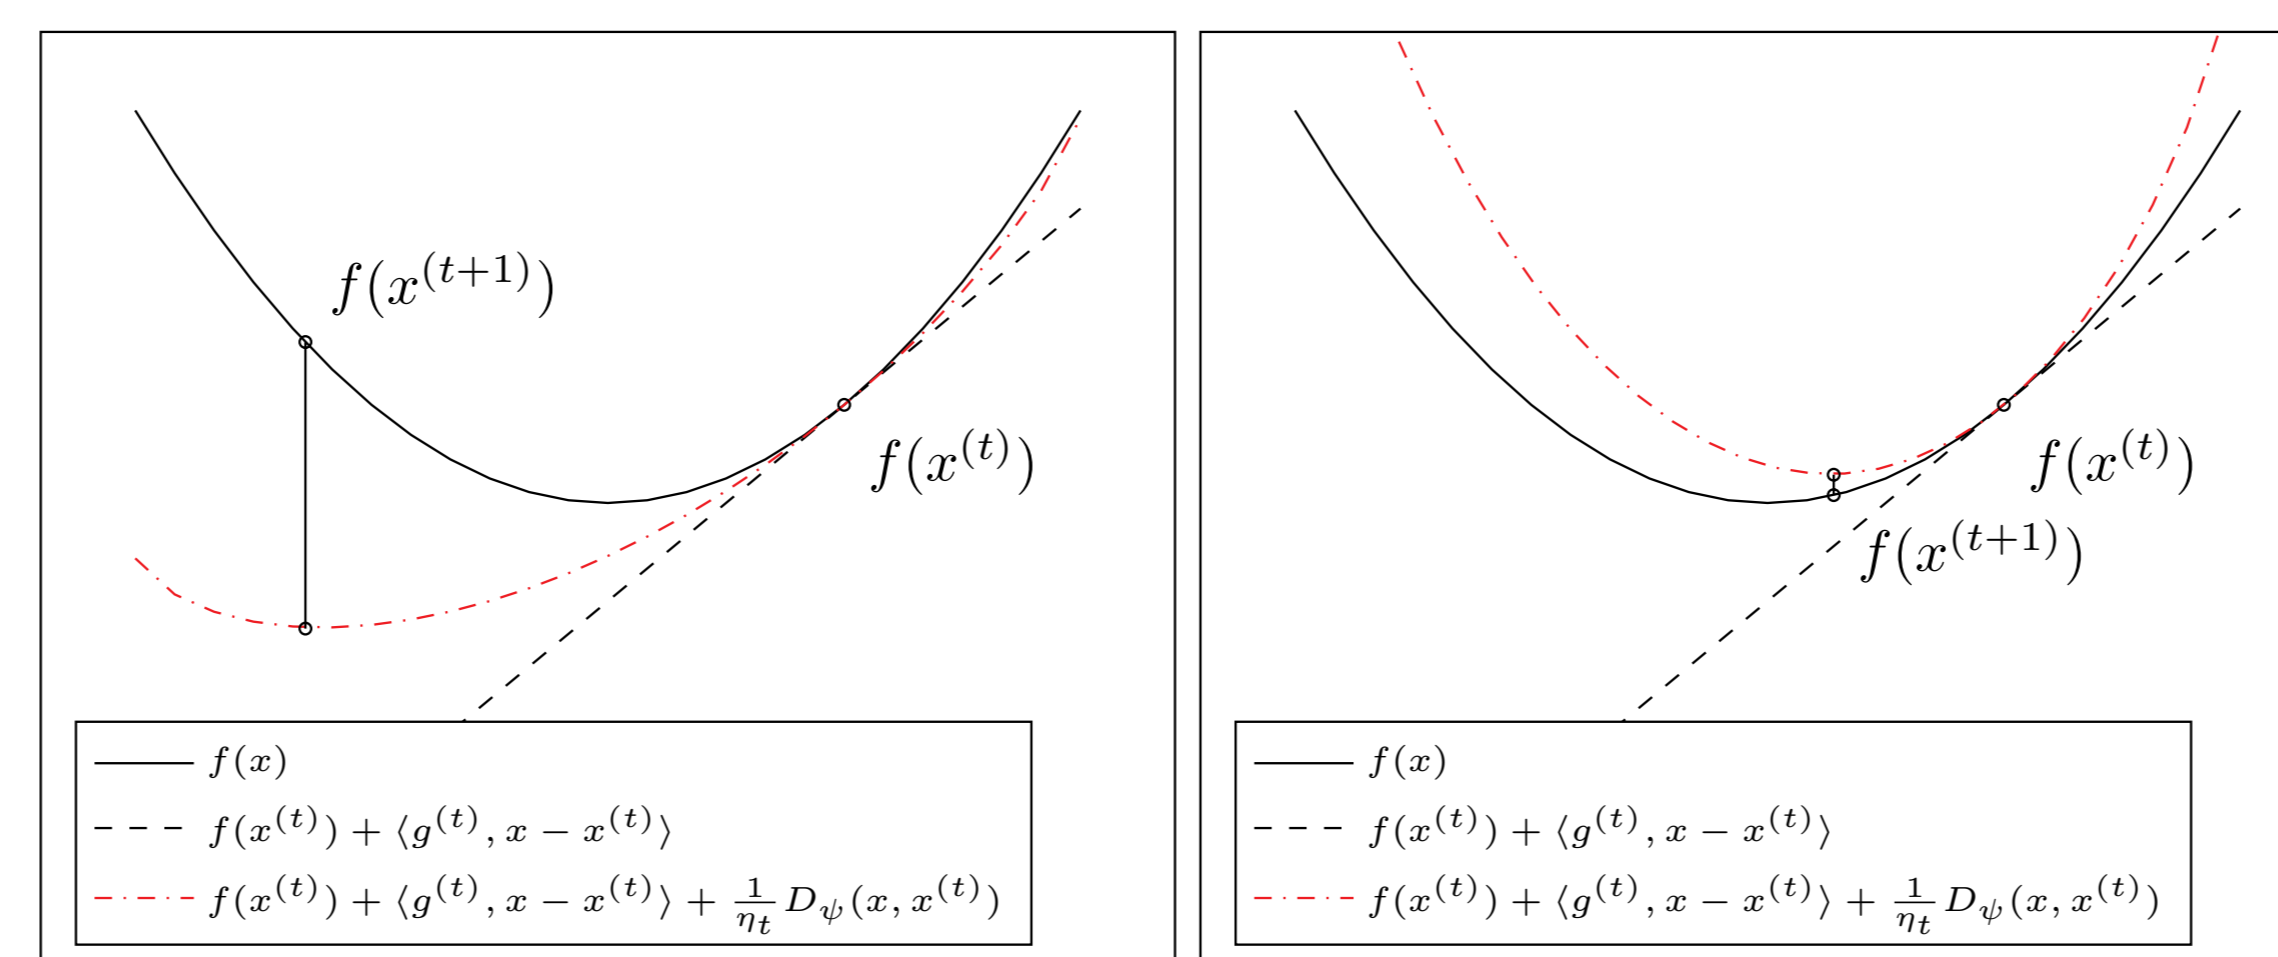 f(x^{(t+1)})
f(x^{(t)})
f(x)
f(x^{(t)}) + ⟨g^{(t)}, x − x^{(t)}⟩
f(x^{(t)}) + ⟨g^{(t)}, x − x^{(t)}⟩ + \frac{1}{η_t} D_ψ(x, x^{(t)})
f(x^{(t)})
f(x^{(t+1)})
f(x)
f(x^{(t)}) + ⟨g^{(t)}, x − x^{(t)}⟩
f(x^{(t)}) + ⟨g^{(t)}, x − x^{(t)}⟩ + \frac{1}{η_t} D_ψ(x, x^{(t)})